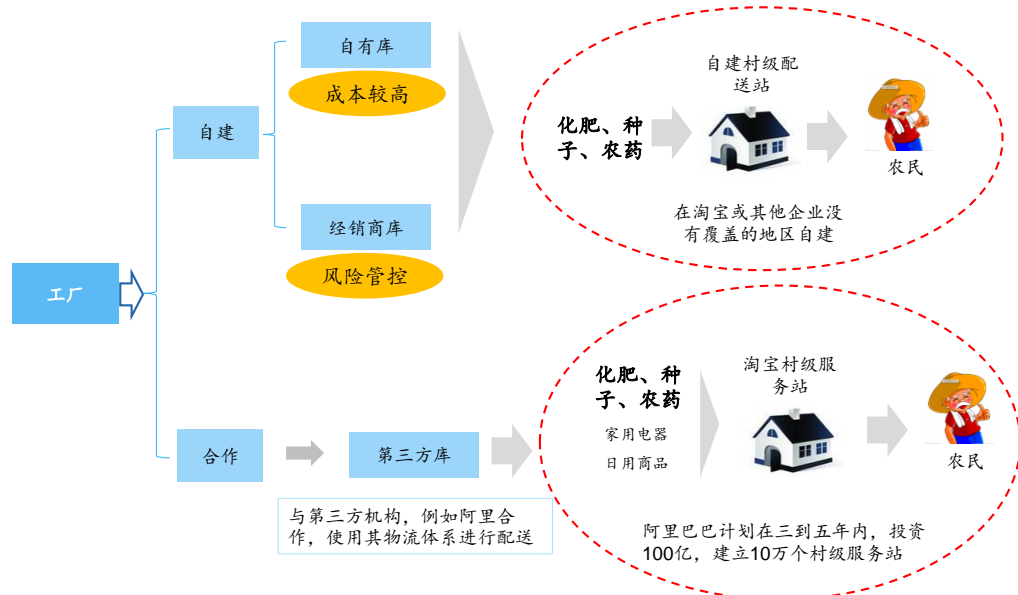 自有库
成本较高
自建
经销商库
风险管控
自建村级配
送站
化肥、种
子、农药
农民
在淘宝或其他企业没
有覆盖的地区自建
工厂
合作
第三方库
与第三方机构，例如阿里合
作，使用其物流体系进行配送
化肥、种
子、农药
家用电器
日用商品
淘宝村级服
务站
农民
阿里巴巴计划在三到五年内，投资
100亿，建立10万个村级服务站